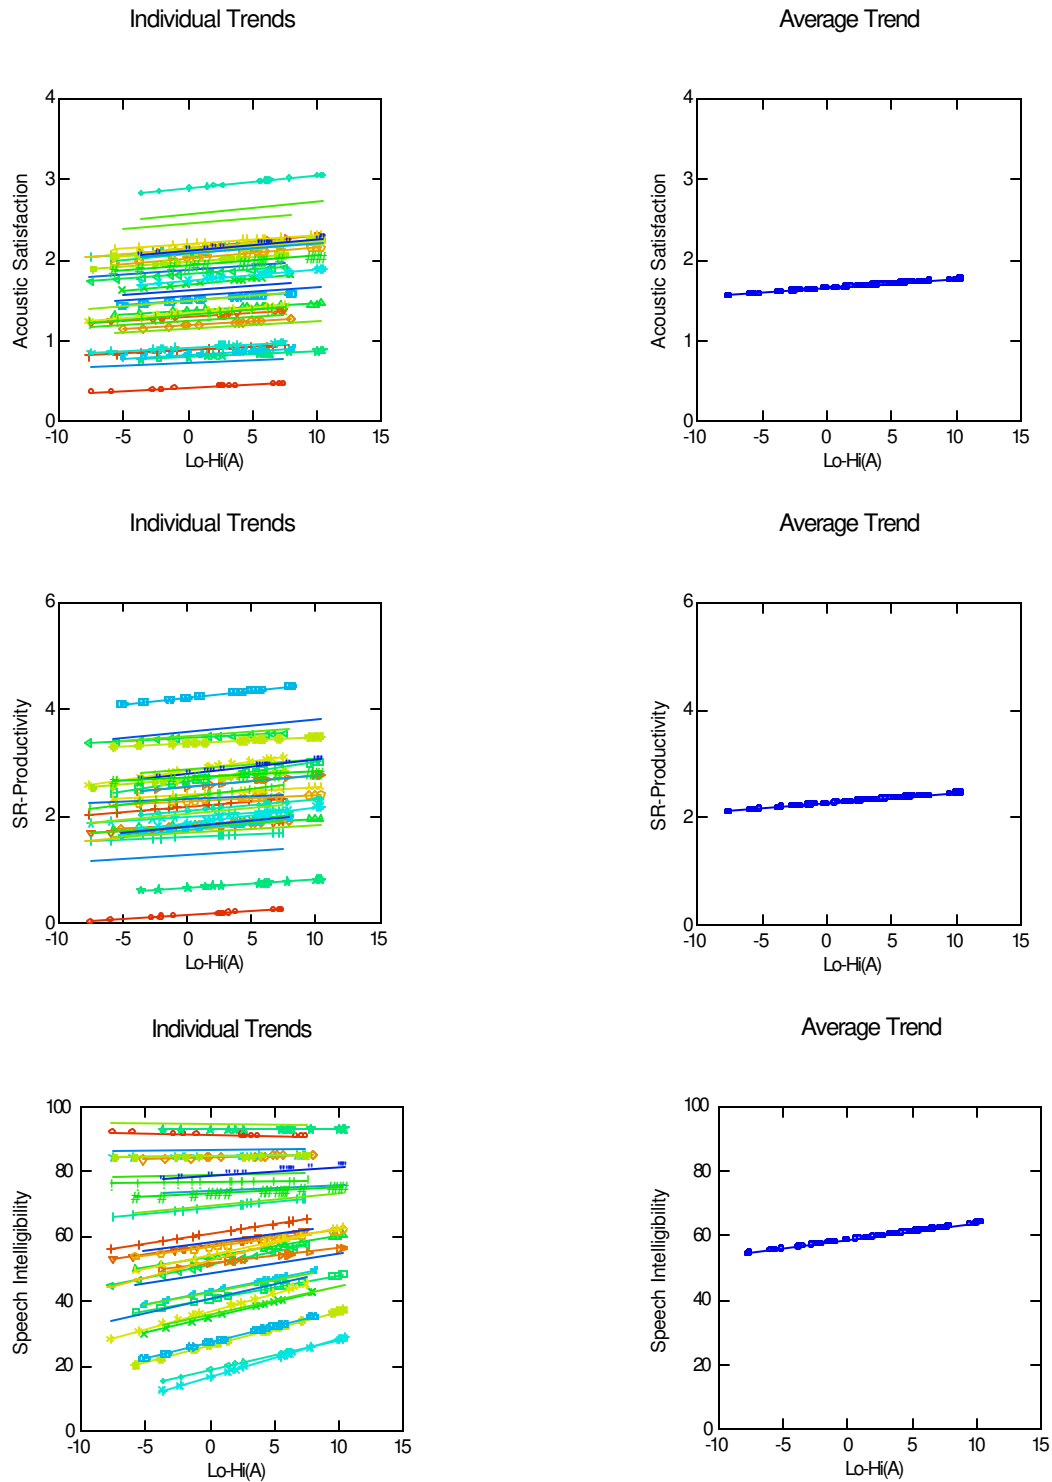 Individual Trends
Average Trend
4
3
2
1
0
Acoustic Satisfaction
-10 -5 0 5 10 15
Lo-Hi(A)
4
3
2
1
0
Acoustic Satisfaction
-10 -5 0 5 10 15
Lo-Hi(A)
Individual Trends
Average Trend
6
4
2
0
SR-Productivity
-10 -5 0 5 10 15
Lo-Hi(A)
6
4
2
0
SR-Productivity
-10 -5 0 5 10 15
Lo-Hi(A)
Individual Trends
Average Trend
100
80
60
40
20
0
Speech Intelligibility
-10 -5 0 5 10 15
Lo-Hi(A)
100
80
60
40
20
0
Speech Intelligibility
-10 -5 0 5 10 15
Lo-Hi(A)